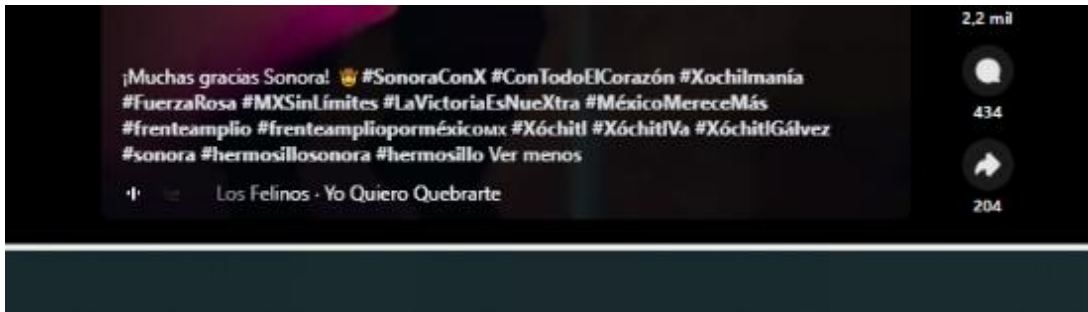 2,2 mil
¡Muchas gracias Sonora! 🤠 #SonoraConX #ConTodoElCorazón #Xochilmanía
#FuerzaRosa #MXSinLímites #LaVictoriaEsNueXtra #MéxicoMereceMás
#frenteamplio #frenteamplioporméxicoᴍx #Xóchitl #XóchitlVa #XóchitlGálvez
#sonora #hermosillosonora #hermosillo Ver menos
Los Felinos - Yo Quiero Quebrarte
434
204